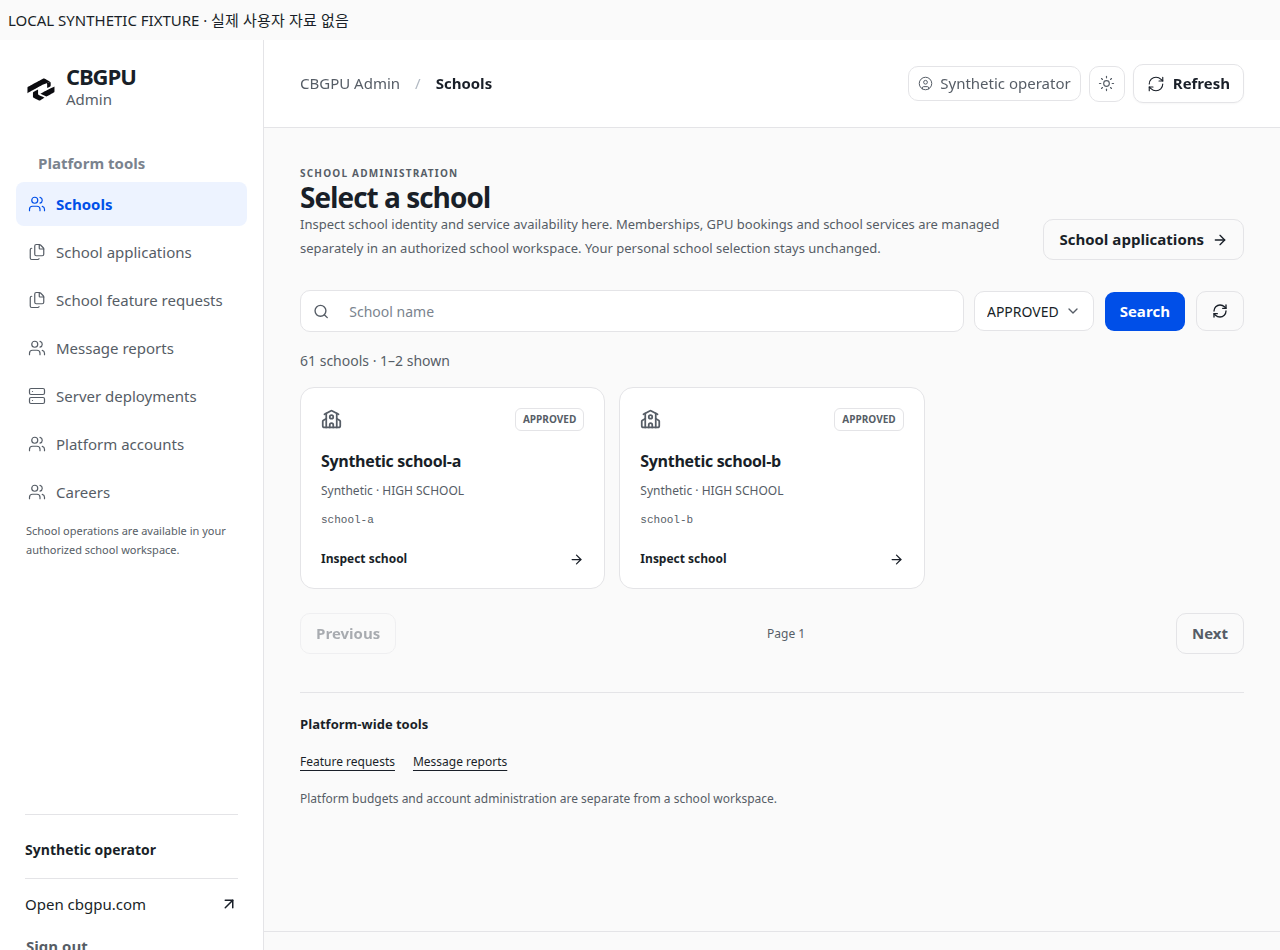 LOCAL SYNTHETIC FIXTURE · 실제 사용자 자료 없음
CBGPU
Admin
Platform tools
Schools
School applications
School feature requests
Message reports
Server deployments
Platform accounts
Careers
School operations are available in your
authorized school workspace.
Synthetic operator
Open cbgpu.com
Sign out
CBGPU Admin / Schools
Synthetic operator
Refresh
SCHOOL ADMINISTRATION
Select a school
Inspect school identity and service availability here. Memberships, GPU bookings and school services are managed
separately in an authorized school workspace. Your personal school selection stays unchanged.
School applications
School name
APPROVED
Search
61 schools · 1–2 shown
APPROVED
Synthetic school-a
Synthetic · HIGH SCHOOL
school-a
Inspect school
APPROVED
Synthetic school-b
Synthetic · HIGH SCHOOL
school-b
Inspect school
Previous
Page 1
Next
Platform-wide tools
Feature requests Message reports
Platform budgets and account administration are separate from a school workspace.